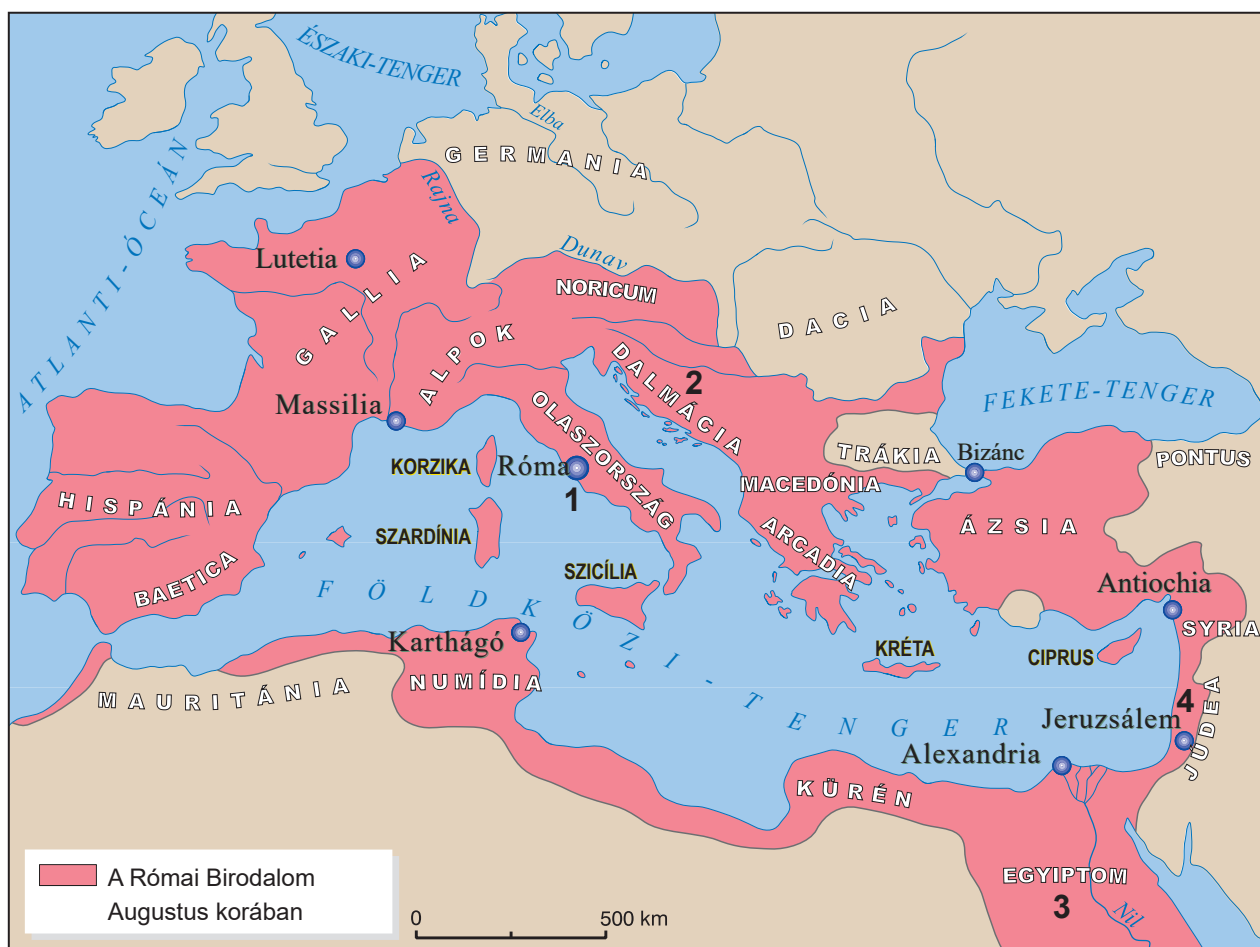 ÉSZAKI-TENGER
ATLANTI-ÓCEÁN
Elba
GERMANIA
Rajna
Lutetia
Dunav
NORICUM
GALLIA
DACIA
ALPOK
DALMÁCIA
2
FEKETE-TENGER
Massilia
OLASZORSZÁG
TRÁKIA
Bizánc
PONTUS
KORZIKA
Róma
1
MACEDÓNIA
HISPÁNIA
ÁZSIA
SZARDÍNIA
ARCADIA
BAETICA
SZICÍLIA
Antiochia
FÖLDKÖZI-TENGER
SYRIA
Karthágó
KRÉTA
CIPRUS
NUMÍDIA
MAURITÁNIA
4
JÚDEA
Jeruzsálem
Alexandria
KÜRÉN
EGYIPTOM
3
Nil
A Római Birodalom
Augustus korában
0 500 km